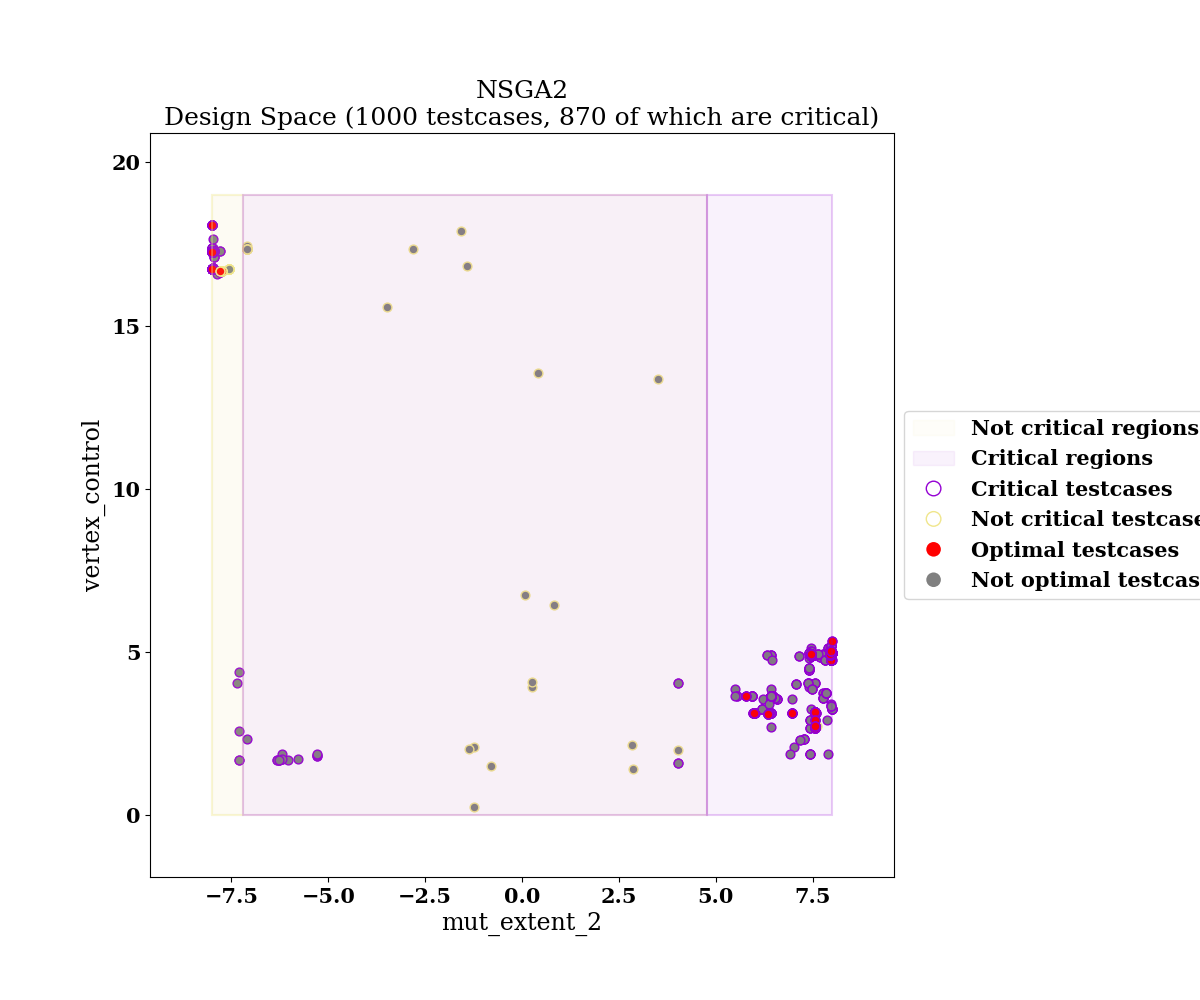 NSGA2
Design Space (1000 testcases, 870 of which are critical)
20
15
10
5
0
vertex_control
−7.5
−5.0
−2.5
0.0
2.5
5.0
7.5
mut_extent_2
Not critical regions
Critical regions
Critical testcases
Not critical testcase
Optimal testcases
Not optimal testcas